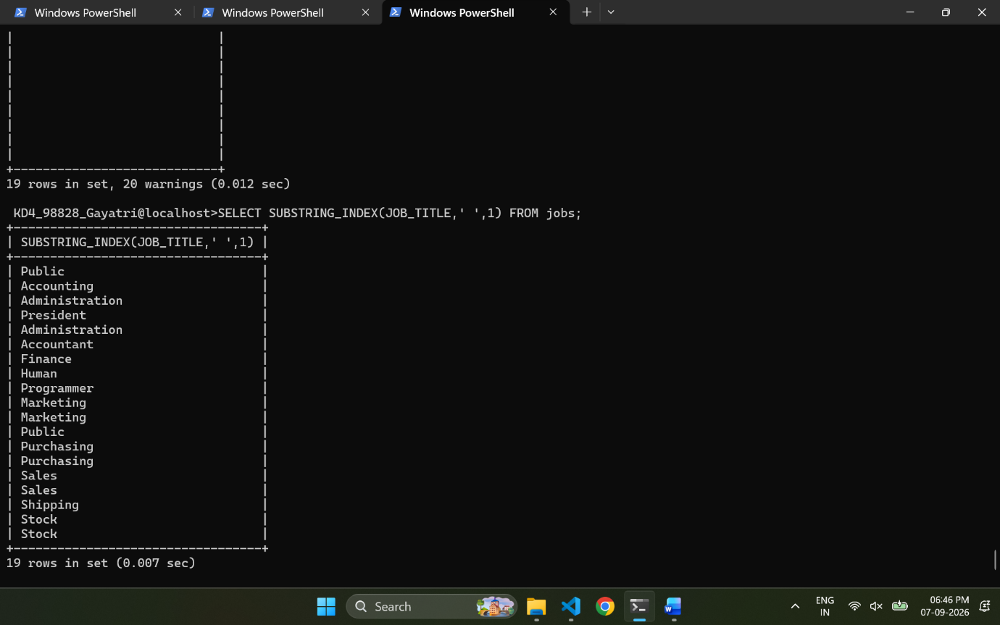 Windows PowerShell
Windows PowerShell
Windows PowerShell
|                            |
|                            |
|                            |
|                            |
|                            |
|                            |
|                            |
|                            |
|                            |
+----------------------------+
19 rows in set, 20 warnings (0.012 sec)
KD4_98828_Gayatri@localhost>SELECT SUBSTRING_INDEX(JOB_TITLE,' ',1) FROM jobs;
+----------------------------------+
| SUBSTRING_INDEX(JOB_TITLE,' ',1) |
+----------------------------------+
| Public                           |
| Accounting                       |
| Administration                   |
| President                        |
| Administration                   |
| Accountant                       |
| Finance                          |
| Human                            |
| Programmer                       |
| Marketing                        |
| Marketing                        |
| Public                           |
| Purchasing                       |
| Purchasing                       |
| Sales                            |
| Sales                            |
| Shipping                         |
| Stock                            |
| Stock                            |
+----------------------------------+
19 rows in set (0.007 sec)
Search
ENG
IN
06:46 PM
07-09-2026